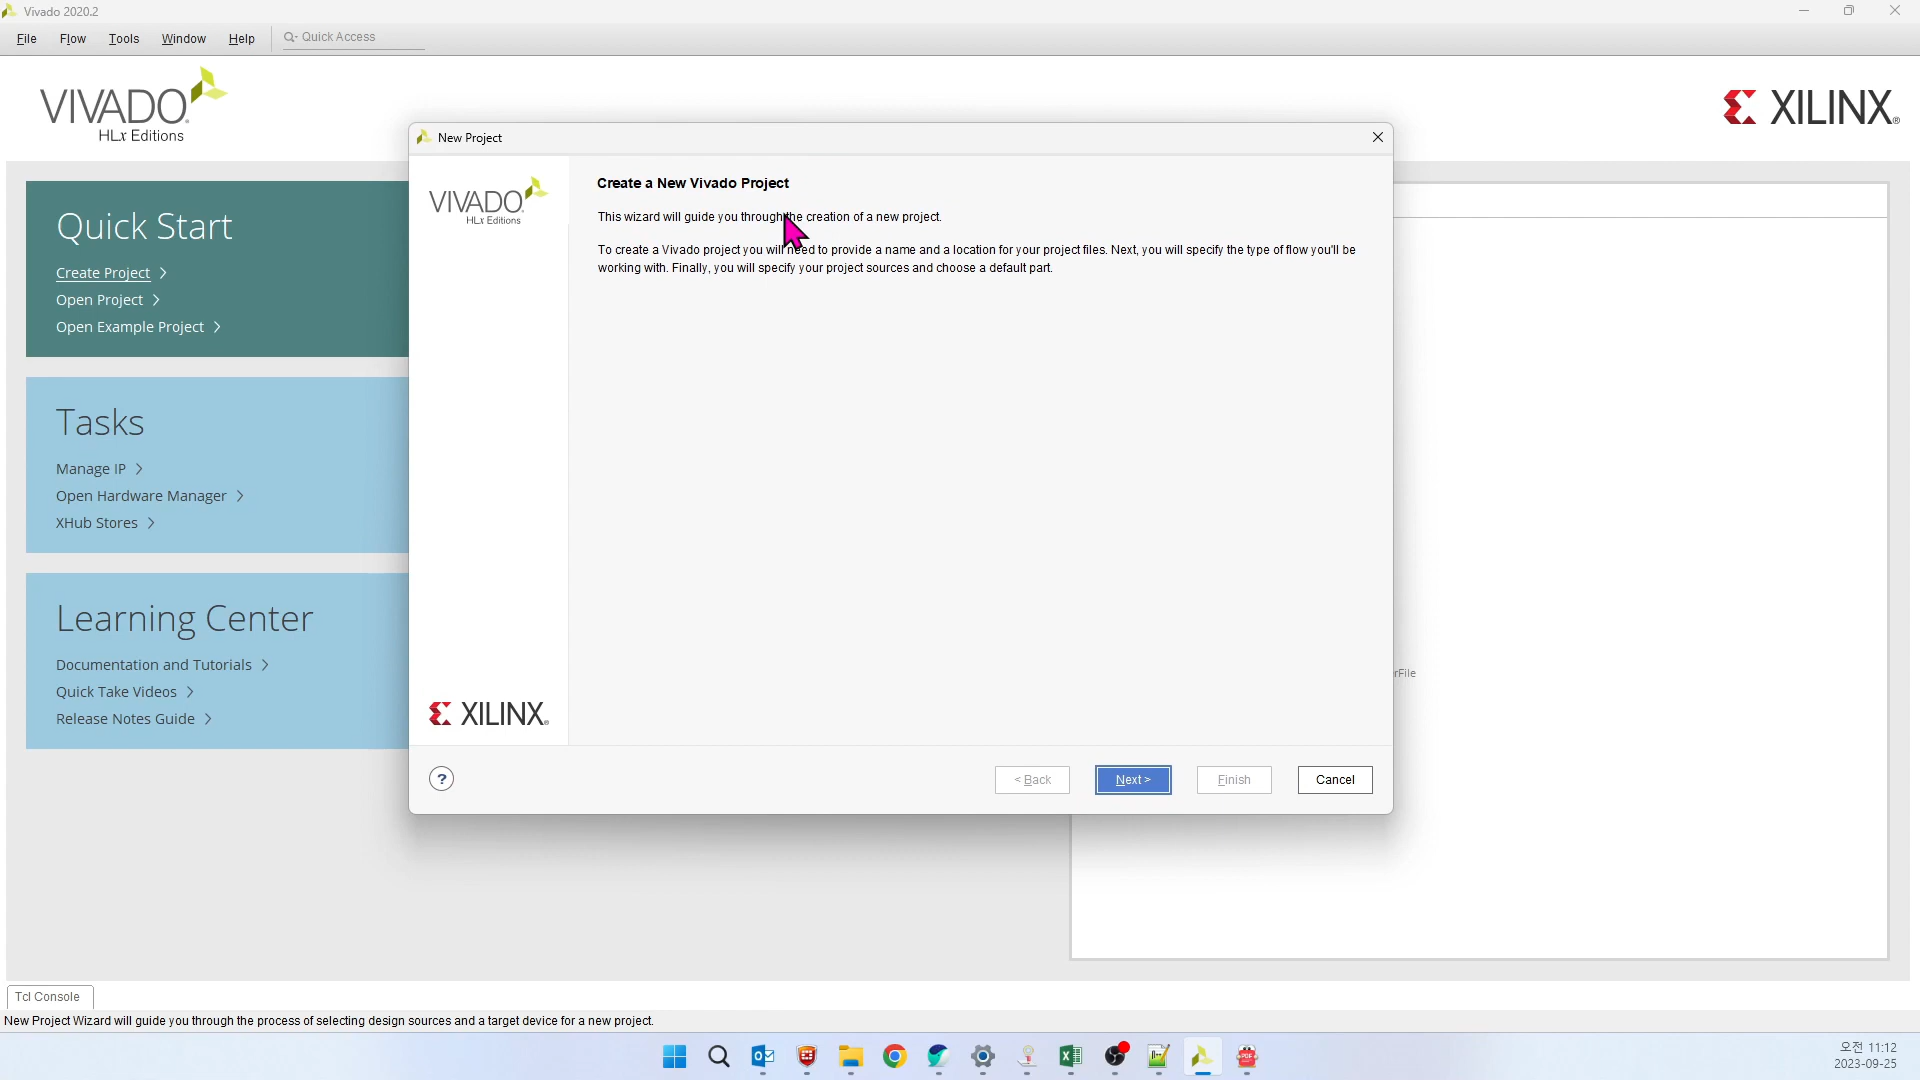 Vivado 2020.2
File Flow Tools Window Help Quick Access
VIVADO
HLx Editions
XILINX
New Project
VIVADO
HLx Editions
Create a New Vivado Project
This wizard will guide you through the creation of a new project.
To create a Vivado project you will need to provide a name and a location for your project files. Next, you will specify the type of flow you'll be
working with. Finally, you will specify your project sources and choose a default part.
XILINX
? < Back Next > Finish Cancel
Quick Start
Create Project >
Open Project >
Open Example Project >
Tasks
Manage IP >
Open Hardware Manager >
XHub Stores >
Learning Center
Documentation and Tutorials >
Quick Take Videos >
Release Notes Guide >
rFile
Tcl Console
New Project Wizard will guide you through the process of selecting design sources and a target device for a new project.
오전 11:12
2023-09-25